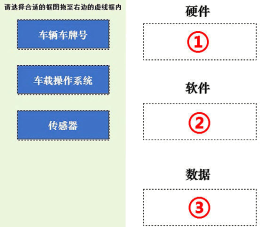 请选择合适的框图拖至右边的虚线框内
车辆车牌号
车载操作系统
传感器
硬件
①
软件
②
数据
③